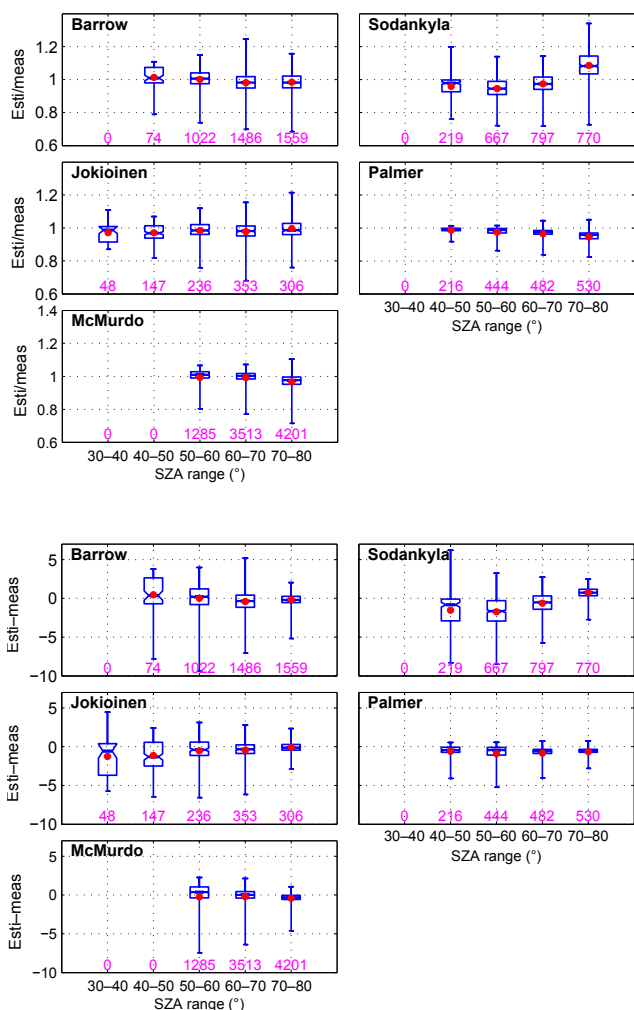 Barrow
Sodankyla
1.2
1
0.8
0.6
Esti/meas
0 74 1022 1486 1559
0 219 667 797 770
Jokioinen
Palmer
1.2
1
0.8
0.6
Esti/meas
48 147 236 353 306
0 216 444 482 530
30–40 40–50 50–60 60–70 70–80
SZA range (°)
McMurdo
1.4
1.2
1
0.8
0.6
Esti/meas
0 0 1285 3513 4201
30–40 40–50 50–60 60–70 70–80
SZA range (°)
Barrow
Sodankyla
5
0
−5
−10
Esti–meas
0 74 1022 1486 1559
0 219 667 797 770
Jokioinen
Palmer
5
0
−5
−10
Esti–meas
48 147 236 353 306
0 216 444 482 530
30–40 40–50 50–60 60–70 70–80
SZA range (°)
McMurdo
5
0
−5
−10
Esti–meas
0 0 1285 3513 4201
30–40 40–50 50–60 60–70 70–80
SZA range (°)